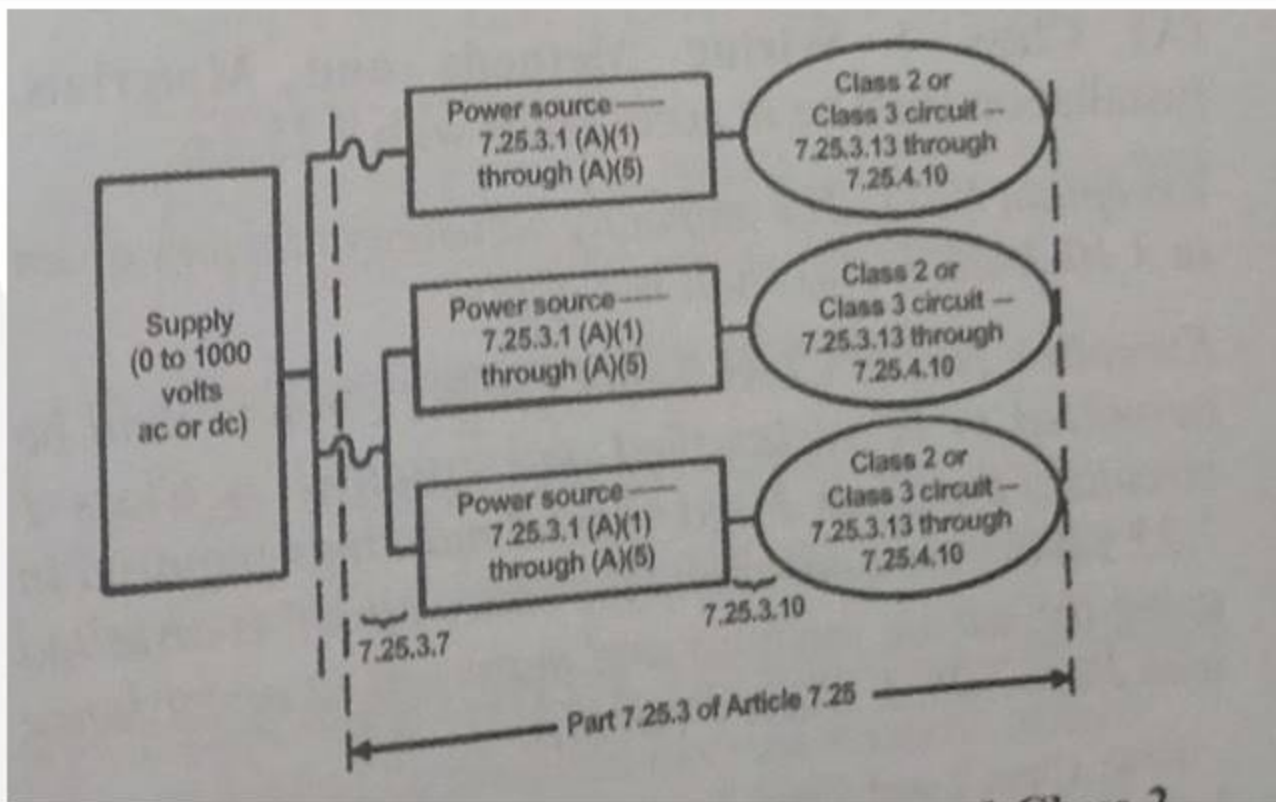 Supply
(0 to 1000
volts
ac or dc)
Power source
7.25.3.1 (A)(1)
through (A)(5)
Class 2 or
Class 3 circuit —
7.25.3.13 through
7.25.4.10
Power source
7.25.3.1 (A)(1)
through (A)(5)
Class 2 or
Class 3 circuit —
7.25.3.13 through
7.25.4.10
Power source
7.25.3.1 (A)(1)
through (A)(5)
Class 2 or
Class 3 circuit —
7.25.3.13 through
7.25.4.10
7.25.3.7
7.25.3.10
Part 7.25.3 of Article 7.25
Class 2